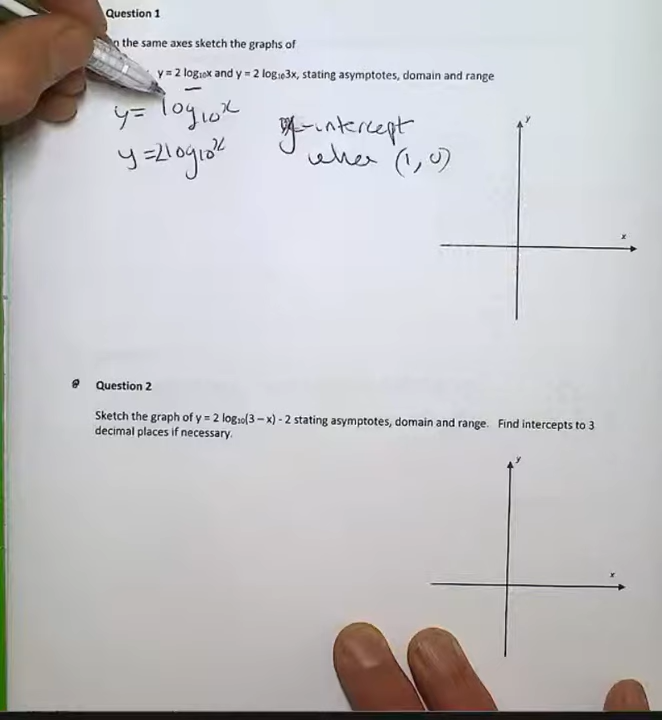 Question 1
n the same axes sketch the graphs of
y = 2 log₁₀x and y = 2 log₁₀3x, stating asymptotes, domain and range
y = log₁₀x
y = 2log₁₀x
-intercept
when (1, 0)
y
x
Question 2
Sketch the graph of y = 2 log₁₀(3 – x) - 2 stating asymptotes, domain and range. Find intercepts to 3
decimal places if necessary.
y
x